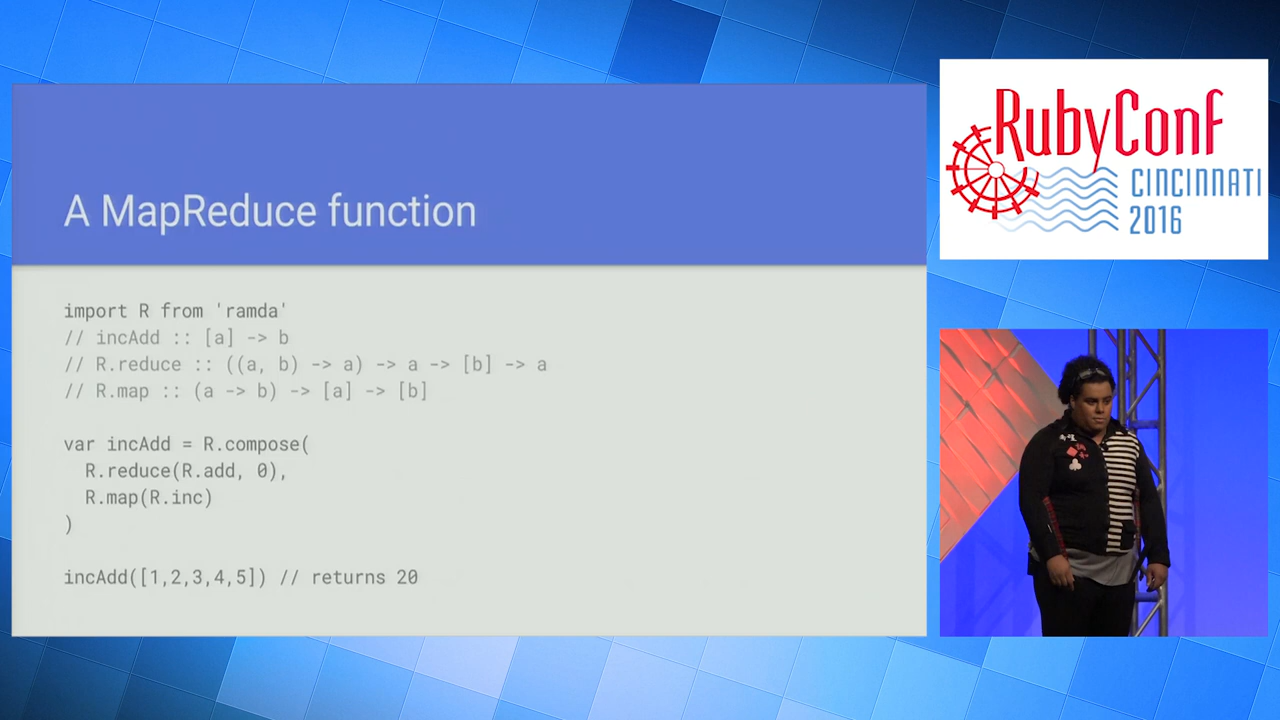 A MapReduce function
import R from 'ramda'
// incAdd :: [a] -> b
// R.reduce :: ((a, b) -> a) -> a -> [b] -> a
// R.map :: (a -> b) -> [a] -> [b]
var incAdd = R.compose(
R.reduce(R.add, 0),
R.map(R.inc)
)
incAdd([1,2,3,4,5]) // returns 20
RubyConf
CINCINNATI
2016